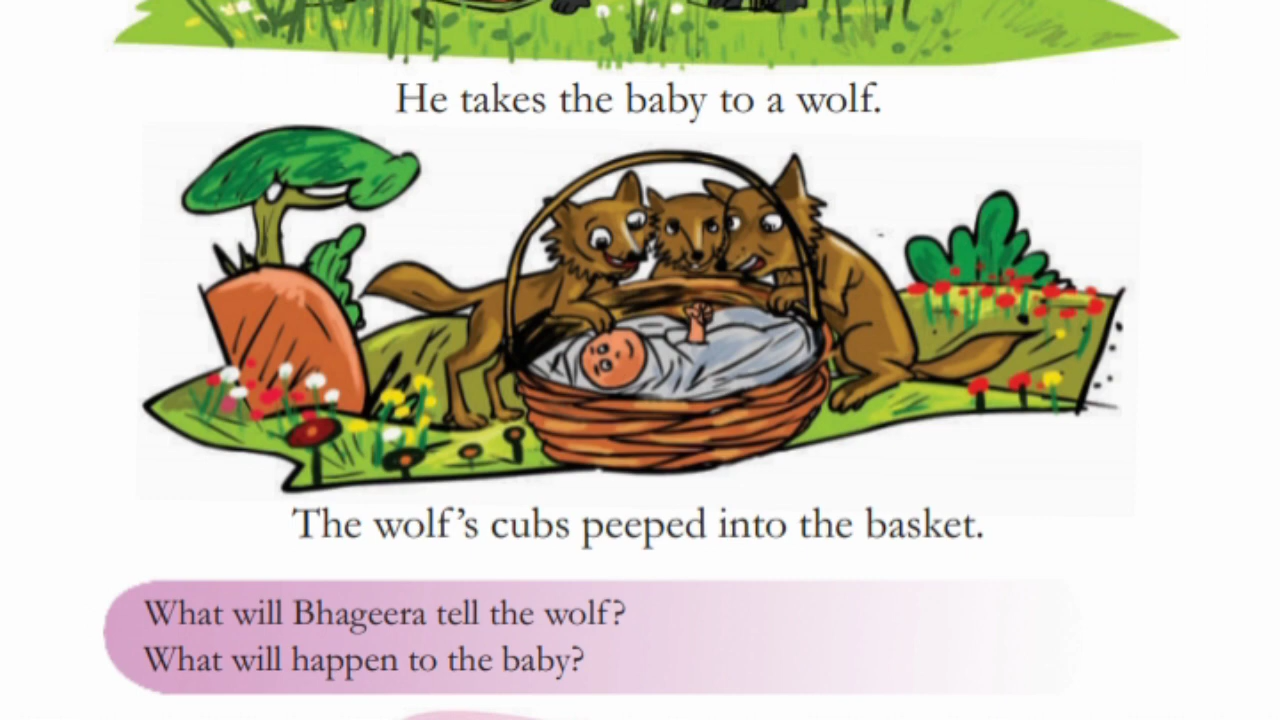 He takes the baby to a wolf.
The wolf’s cubs peeped into the basket.
What will Bhageera tell the wolf?
What will happen to the baby?